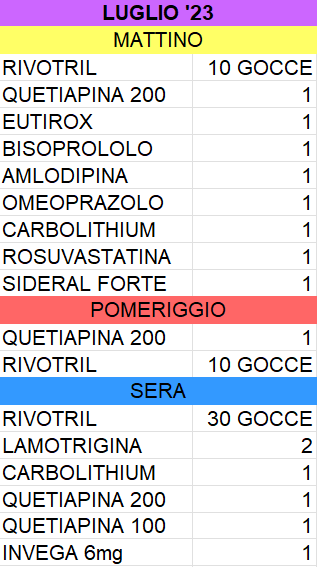 LUGLIO '23
MATTINO
RIVOTRIL 10 GOCCE
QUETIAPINA 200 1
EUTIROX 1
BISOPROLOLO 1
AMLODIPINA 1
OMEOPRAZOLO 1
CARBOLITHIUM 1
ROSUVASTATINA 1
SIDERAL FORTE 1
POMERIGGIO
QUETIAPINA 200 1
RIVOTRIL 10 GOCCE
SERA
RIVOTRIL 30 GOCCE
LAMOTRIGINA 2
CARBOLITHIUM 1
QUETIAPINA 200 1
QUETIAPINA 100 1
INVEGA 6mg 1